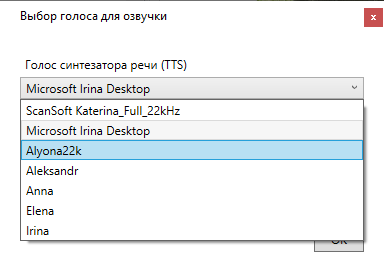 Выбор голоса для озвучки
x
Голос синтезатора речи (TTS)
Microsoft Irina Desktop
ScanSoft Katerina_Full_22kHz
Microsoft Irina Desktop
Alyona22k
Aleksandr
Anna
Elena
Irina